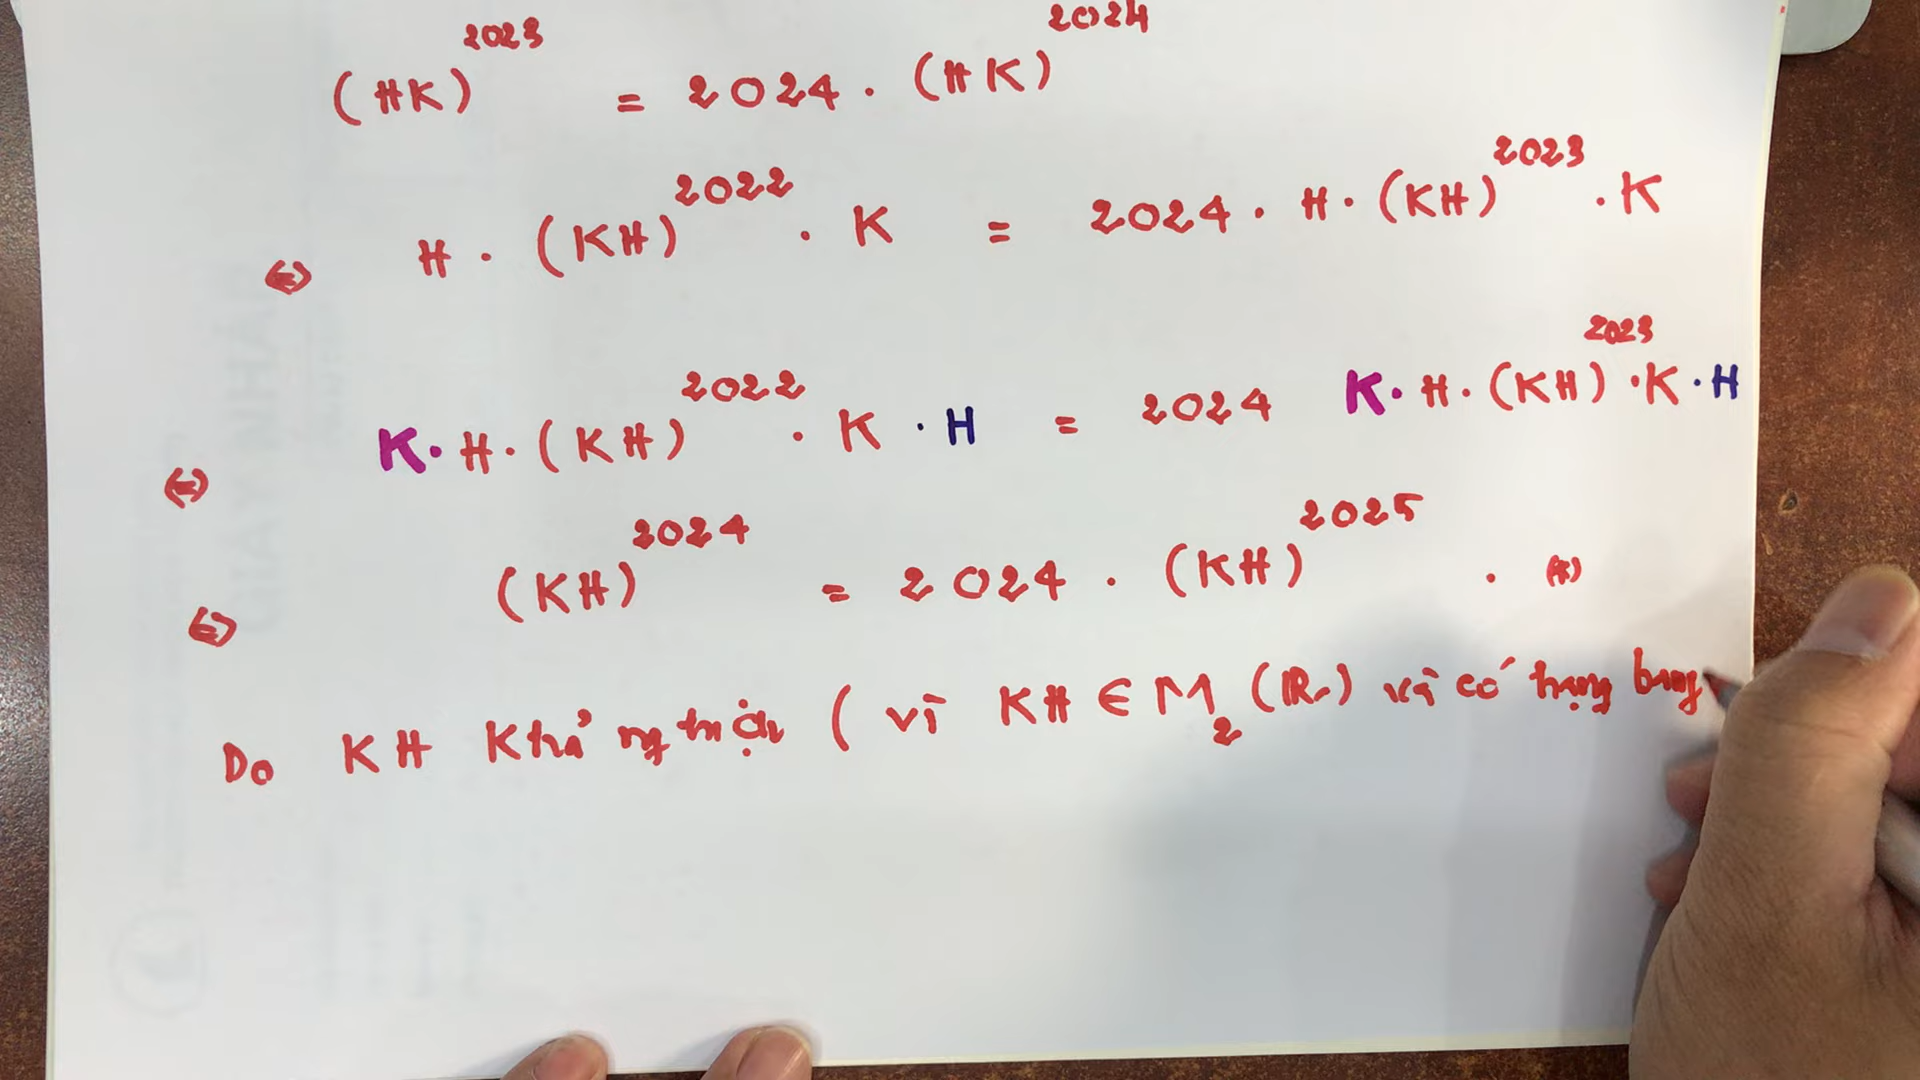 (HK)^2023 = 2024 . (HK)^2024
(=) H . (KH)^2022 . K = 2024 . H . (KH)^2023 . K
(=) K . H . (KH)^2022 . K . H = 2024 K . H . (KH)^2023 . K . H
(=) (KH)^2024 = 2024 . (KH)^2025 . (*)
Do KH khả nghịch ( vì KH ∈ M_2 (R) và có hạng bằng